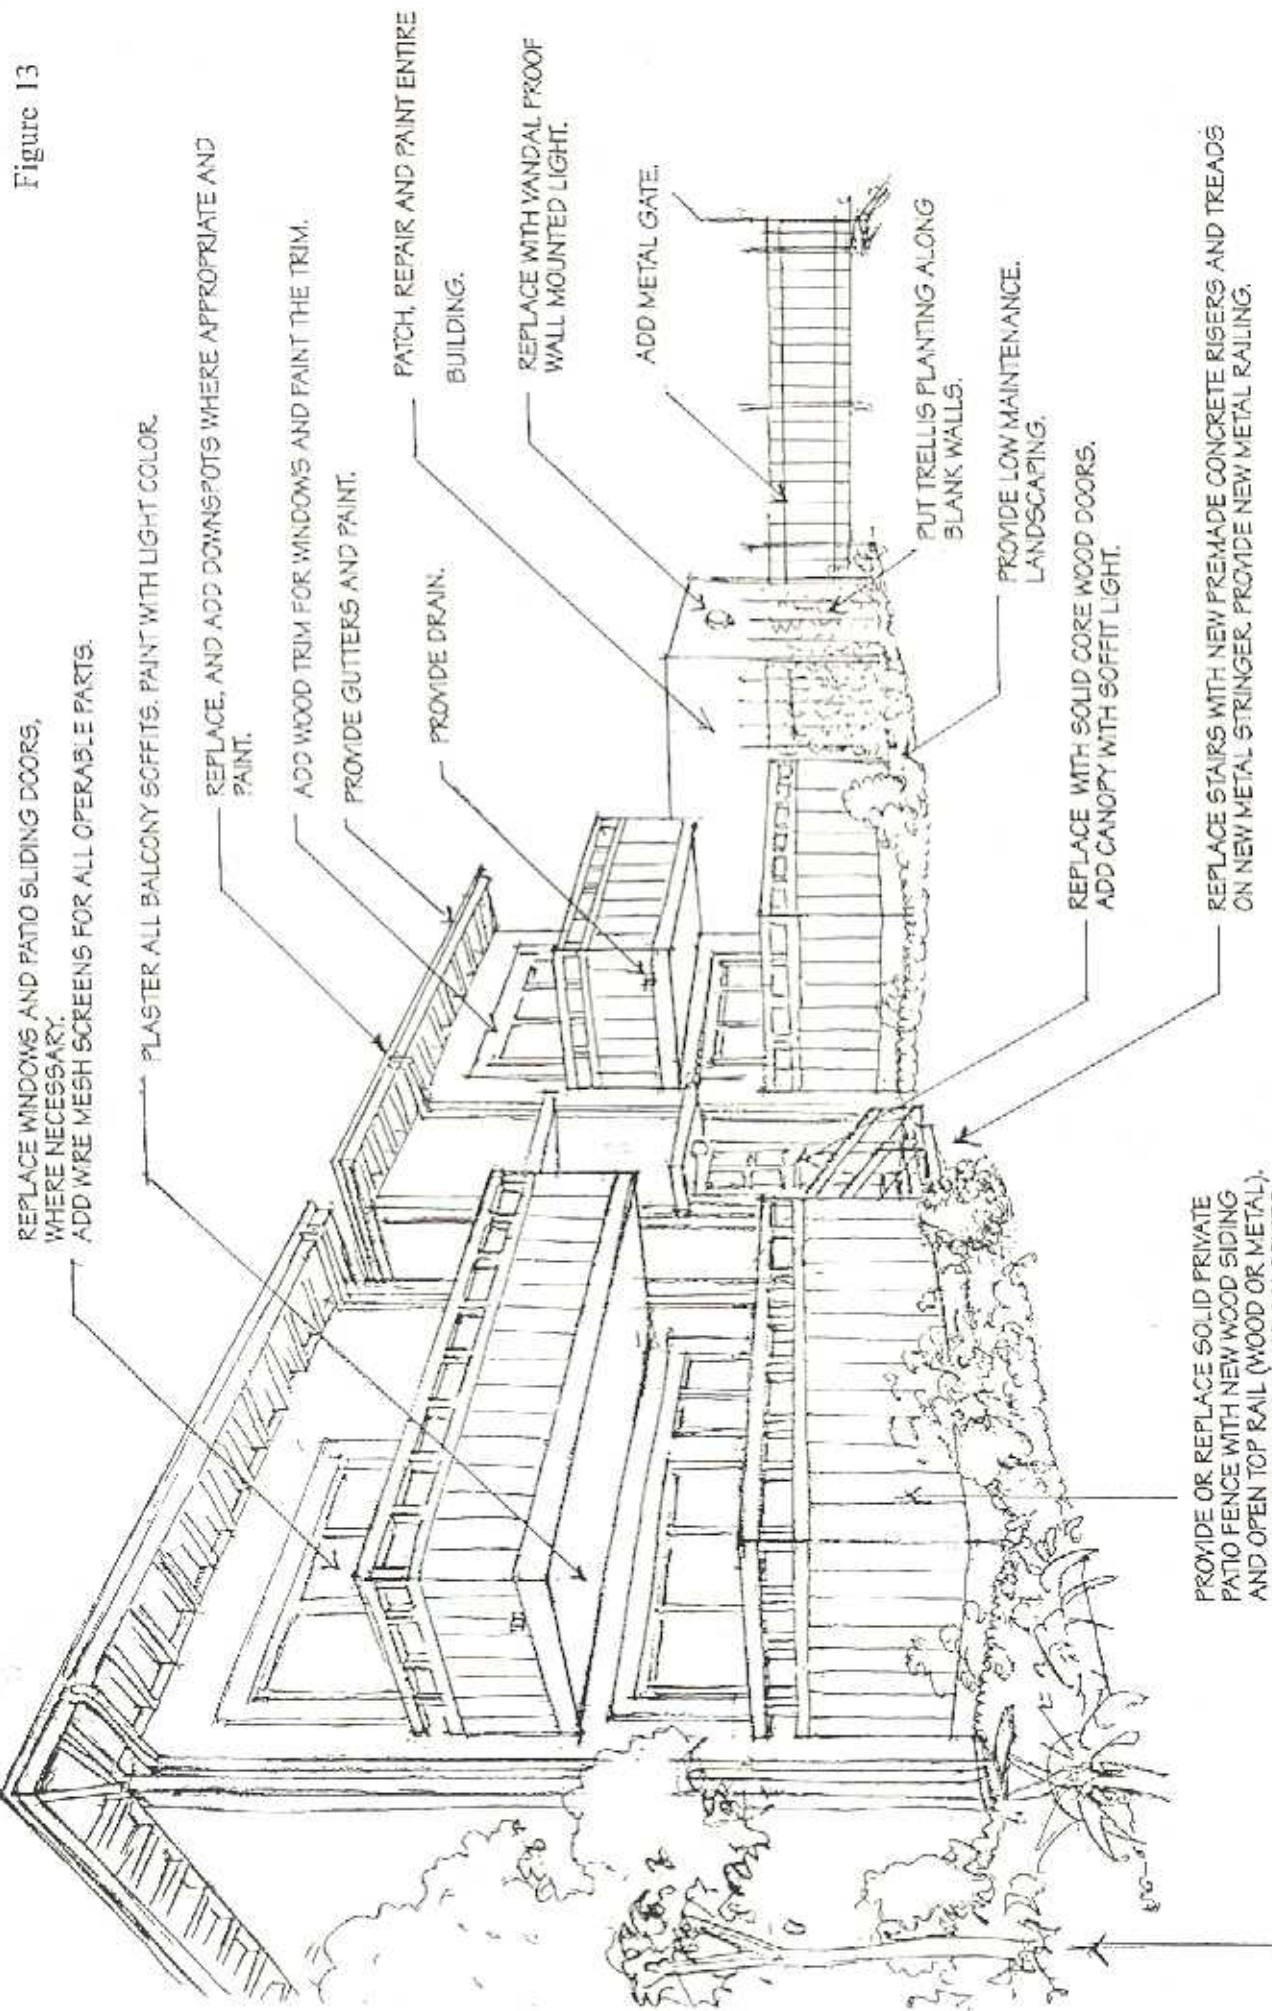 Figure 13
REPLACE WINDOWS AND PATIO SLIDING DOORS,
WHERE NECESSARY.
ADD WIRE MESH SCREENS FOR ALL OPERABLE PARTS.
PLASTER ALL BALCONY SOFFITS. PAINT WITH LIGHT COLOR.
REPLACE, AND ADD DOWNSPOTS WHERE APPROPRIATE AND
PAINT.
ADD WOOD TRIM FOR WINDOWS AND PAINT THE TRIM.
PROVIDE GUTTERS AND PAINT.
PROVIDE DRAIN.
PATCH, REPAIR AND PAINT ENTIRE
BUILDING.
REPLACE WITH VANDAL PROOF
WALL MOUNTED LIGHT.
ADD METAL GATE.
PUT TRELLIS PLANTING ALONG
BLANK WALLS.
PROVIDE LOW MAINTENANCE.
LANDSCAPING.
REPLACE WITH SOLID CORE WOOD DOORS.
ADD CANOPY WITH SOFFIT LIGHT.
REPLACE STAIRS WITH NEW PREMADE CONCRETE RISERS AND TREADS
ON NEW METAL STRINGER. PROVIDE NEW METAL RAILING.
PROVIDE OR REPLACE SOLID PRIVATE
PATIO FENCE WITH NEW WOOD SIDING
AND OPEN TOP RAIL (WOOD OR METAL).